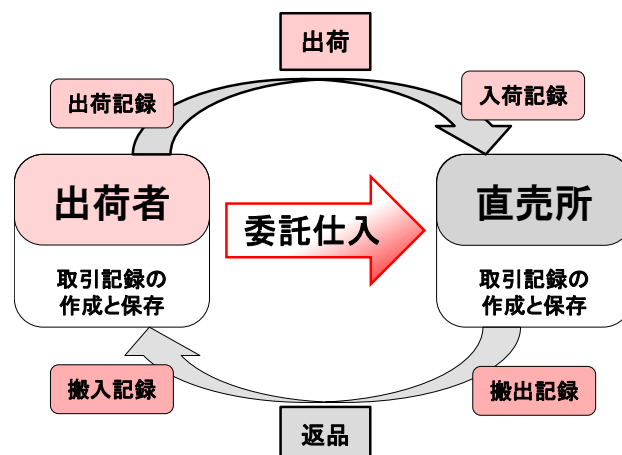 出荷
出荷記録
入荷記録
出荷者
委託仕入
直売所
取引記録の
作成と保存
取引記録の
作成と保存
搬入記録
搬出記録
返品